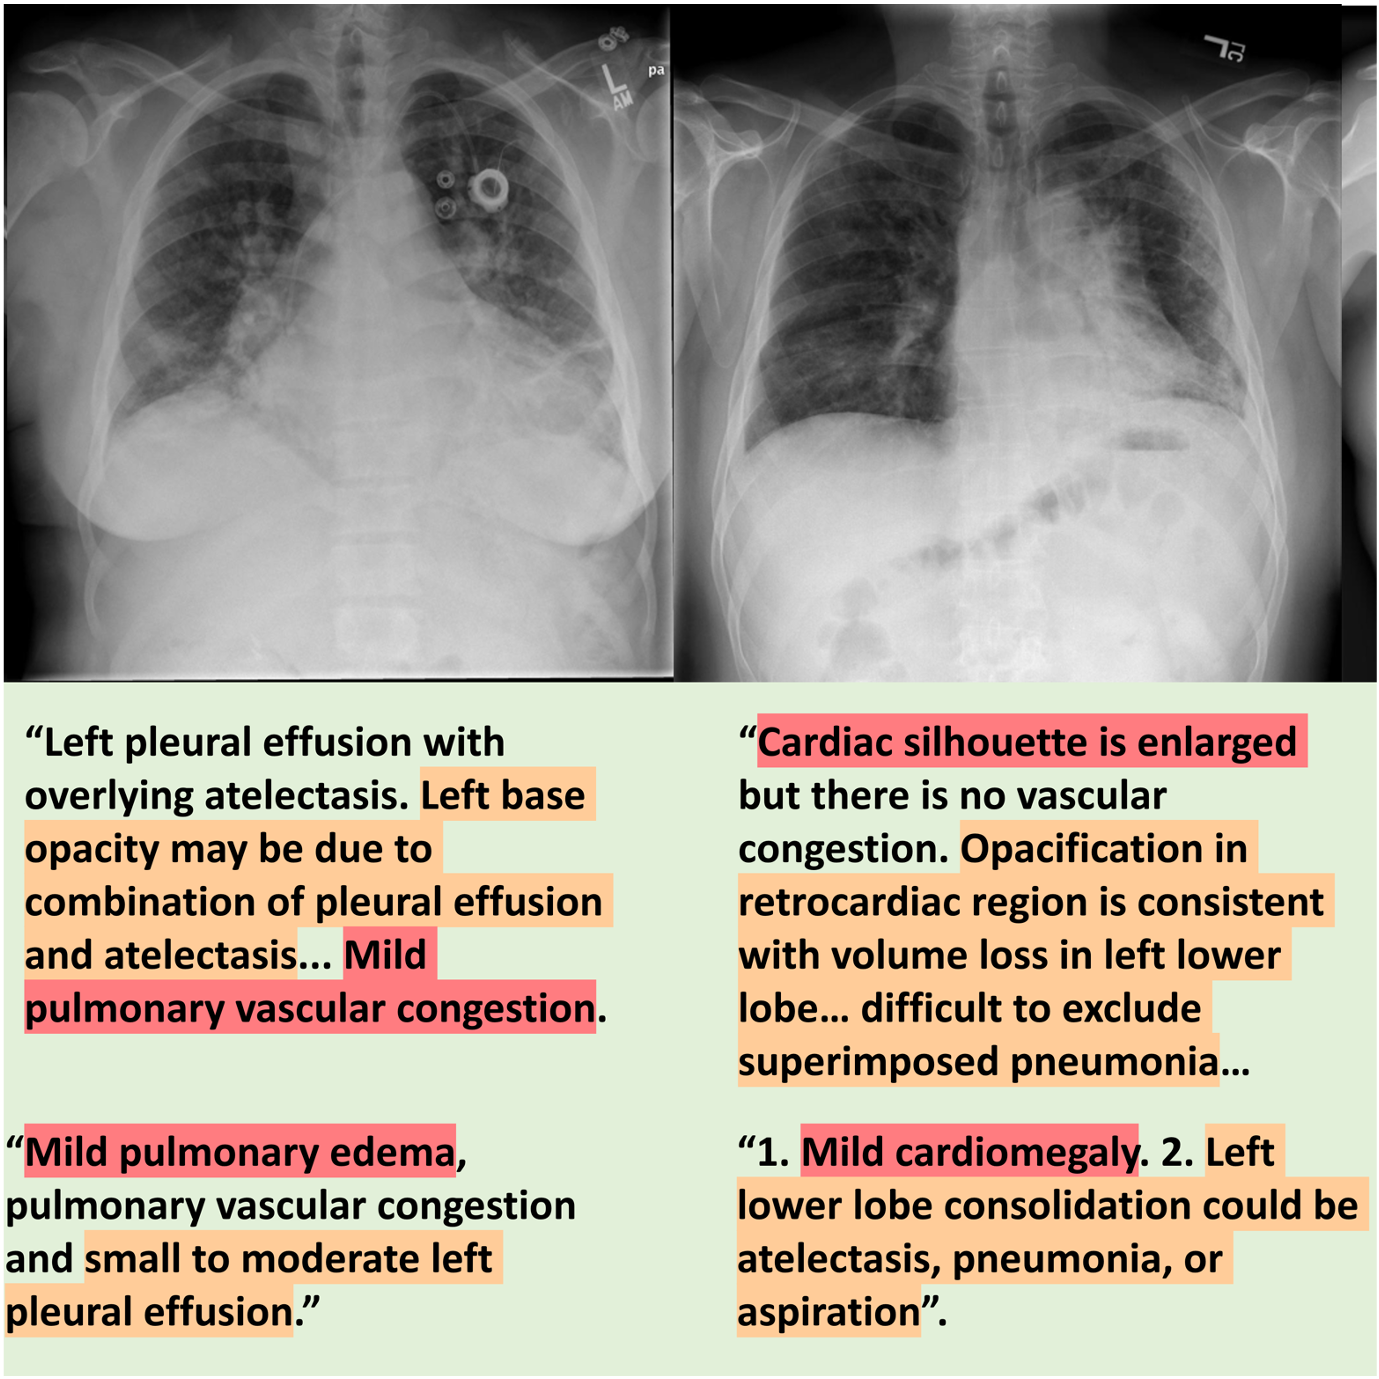 L
AM
pa
L
“Left pleural effusion with
overlying atelectasis. Left base
opacity may be due to
combination of pleural effusion
and atelectasis... Mild
pulmonary vascular congestion.
“Cardiac silhouette is enlarged
but there is no vascular
congestion. Opacification in
retrocardiac region is consistent
with volume loss in left lower
lobe… difficult to exclude
superimposed pneumonia…
“Mild pulmonary edema,
pulmonary vascular congestion
and small to moderate left
pleural effusion.”
“1. Mild cardiomegaly. 2. Left
lower lobe consolidation could be
atelectasis, pneumonia, or
aspiration”.